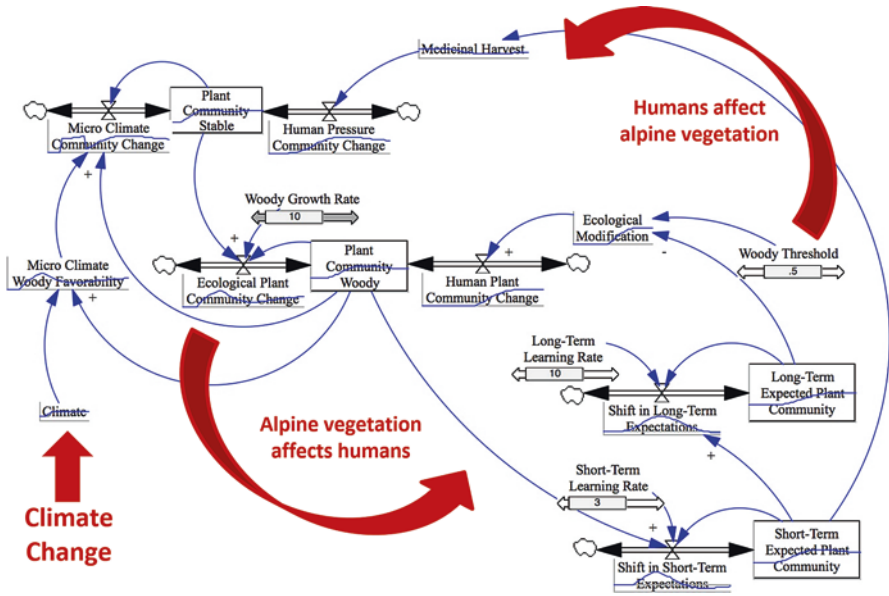 Medicinal Harvest
Plant
Community
Stable
Micro Climate
Community Change
+
Human Pressure
Community Change
Humans affect
alpine vegetation
Woody Growth Rate
10
+
Ecological
Modification
+
-
Woody Threshold
.5
Micro Climate
Woody Favorability
+
Plant
Community
Woody
Ecological Plant
Community Change
Human Plant
Community Change
Long-Term
Learning Rate
10
Long-Term
Expected Plant
Community
Shift in Long-Term
Expectations
+
Climate
Alpine vegetation
affects humans
Short-Term
Learning Rate
3
+
Short-Term
Expected Plant
Community
Shift in Short-Term
Expectations
Climate
Change